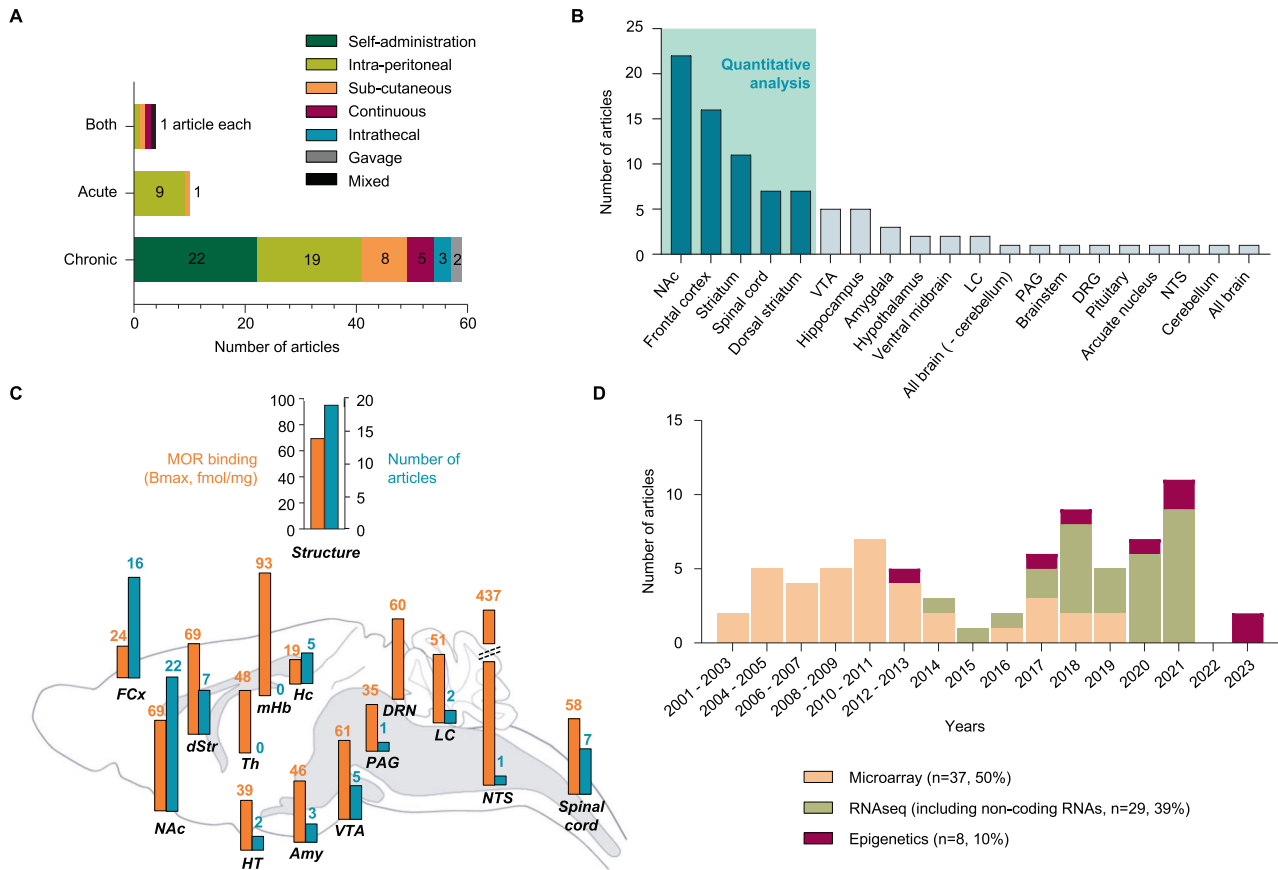 A
Self-administration
Intra-peritoneal
Sub-cutaneous
Continuous
Intrathecal
Gavage
Mixed
Both
1 article each
Acute
9
1
Chronic
22
19
8
5
3
2
0
20
40
60
Number of articles
B
Quantitative
analysis
Number of articles
25
20
15
10
5
0
NAc
Frontal cortex
Striatum
Spinal cord
Dorsal striatum
VTA
Hippocampus
Amygdala
Hypothalamus
Ventral midbrain
LC
All brain ( - cerebellum)
PAG
Brainstem
DRG
Pituitary
Arcuate nucleus
NTS
Cerebellum
All brain
C
MOR binding
(Bmax, fmol/mg)
100
80
60
40
100
20
0
20
15
10
5
0
Number of
articles
Structure
24
16
FCx
69
22
NAc
69
7
dStr
48
0
Th
93
0
mHb
19
5
Hc
39
2
HT
46
3
Amy
61
5
VTA
35
1
PAG
60
DRN
51
2
LC
437
1
NTS
58
7
Spinal
cord
D
Number of articles
15
10
5
0
2001 - 2003
2004 - 2005
2006 - 2007
2008 - 2009
2010 - 2011
2012 - 2013
2014
2015
2016
2017
2018
2019
2020
2021
2022
2023
Years
Microarray (n=37, 50%)
RNAseq (including non-coding RNAs, n=29, 39%)
Epigenetics (n=8, 10%)